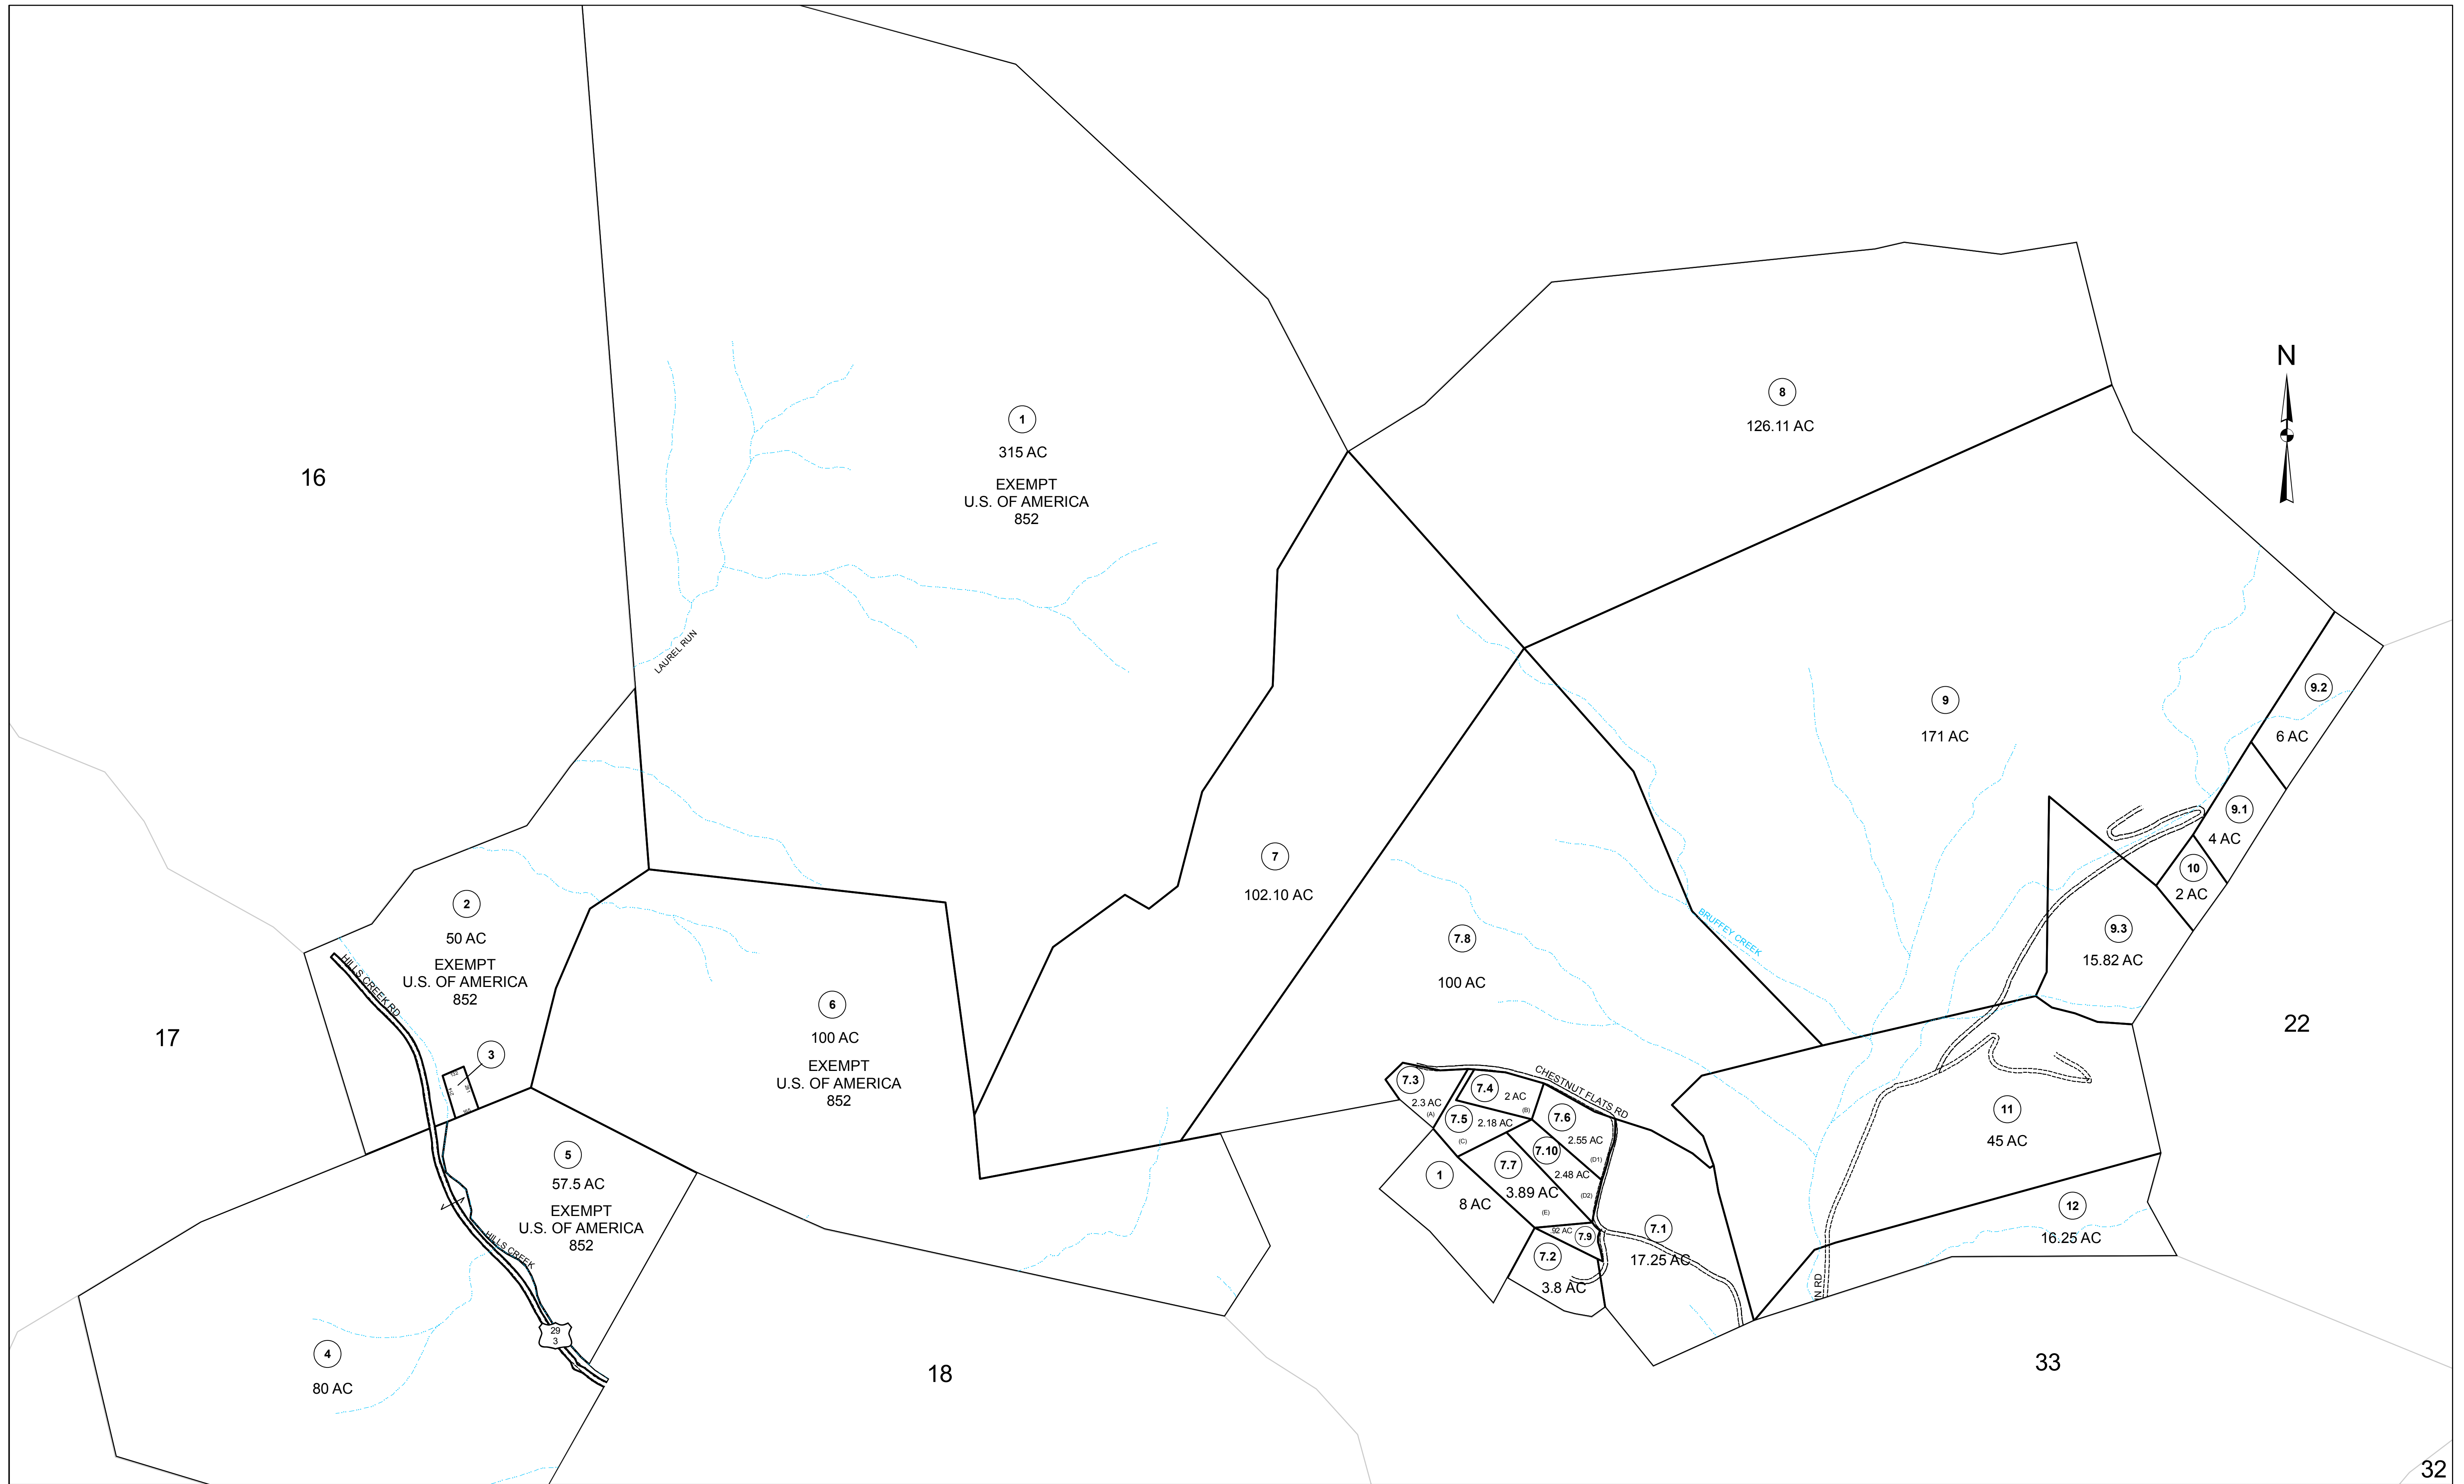 N
8
126.11 AC
1
315 AC
EXEMPT
U.S. OF AMERICA
852
16
LAUREL RUN
9.2
6 AC
9
171 AC
9.1
4 AC
10
2 AC
7
102.10 AC
2
50 AC
EXEMPT
U.S. OF AMERICA
852
HILLS CREEK RD
BRUFFEY CREEK
7.8
100 AC
9.3
15.82 AC
6
100 AC
EXEMPT
U.S. OF AMERICA
852
17
22
3
CHESTNUT FLATS RD
7.3
2.3 AC
(A)
7.4
2 AC
(B)
7.5
2.18 AC
(C)
7.6
2.55 AC
(D1)
7.10
2.48 AC
(D2)
7.7
3.89 AC
(E)
11
45 AC
5
57.5 AC
EXEMPT
U.S. OF AMERICA
852
1
8 AC
92 AC
7.9
7.1
17.25 AC
7.2
3.8 AC
12
16.25 AC
HILLS CREEK
IN RD
29
3
4
80 AC
18
33
32